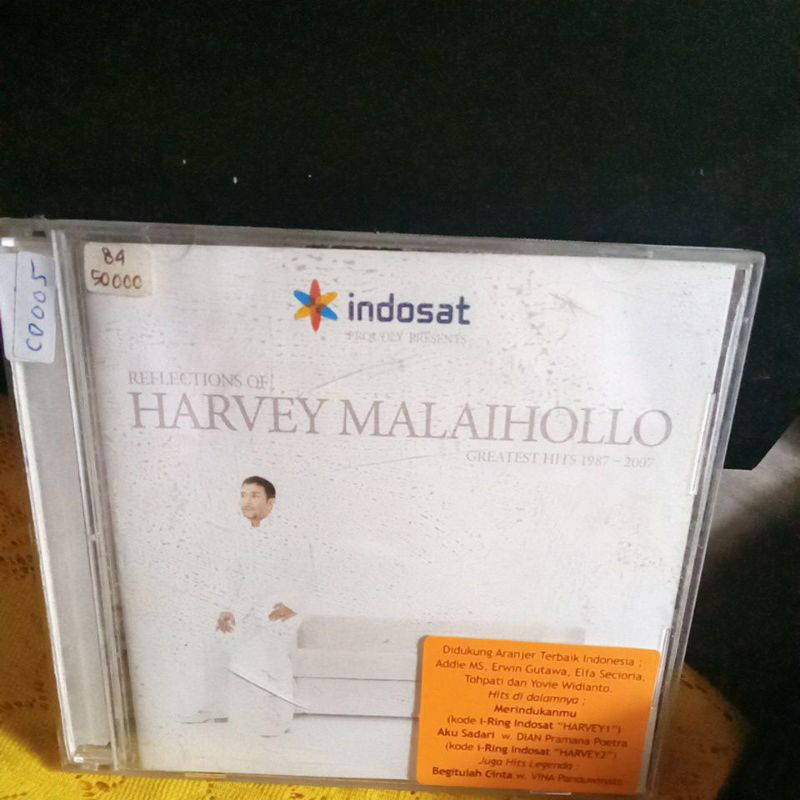 84
50000
CD005
indosat
PROUDLY PRESENTS
REFLECTIONS OF
HARVEY MALAIHOLLO
GREATEST HITS 1987 - 2007
Didukung Aranjer Terbaik Indonesia ;
Addie MS, Erwin Gutawa, Elfa Secioria,
Tohpati dan Yovie Widianto.
Hits di dalamnya ;
Merindukanmu
(kode i-Ring Indosat "HARVEY1")
Aku Sadari w. DIAN Pramana Poetra
(kode i-Ring Indosat "HARVEY2")
Juga Hits Legenda :
Begitulah Cinta w. VINA Panduwinata